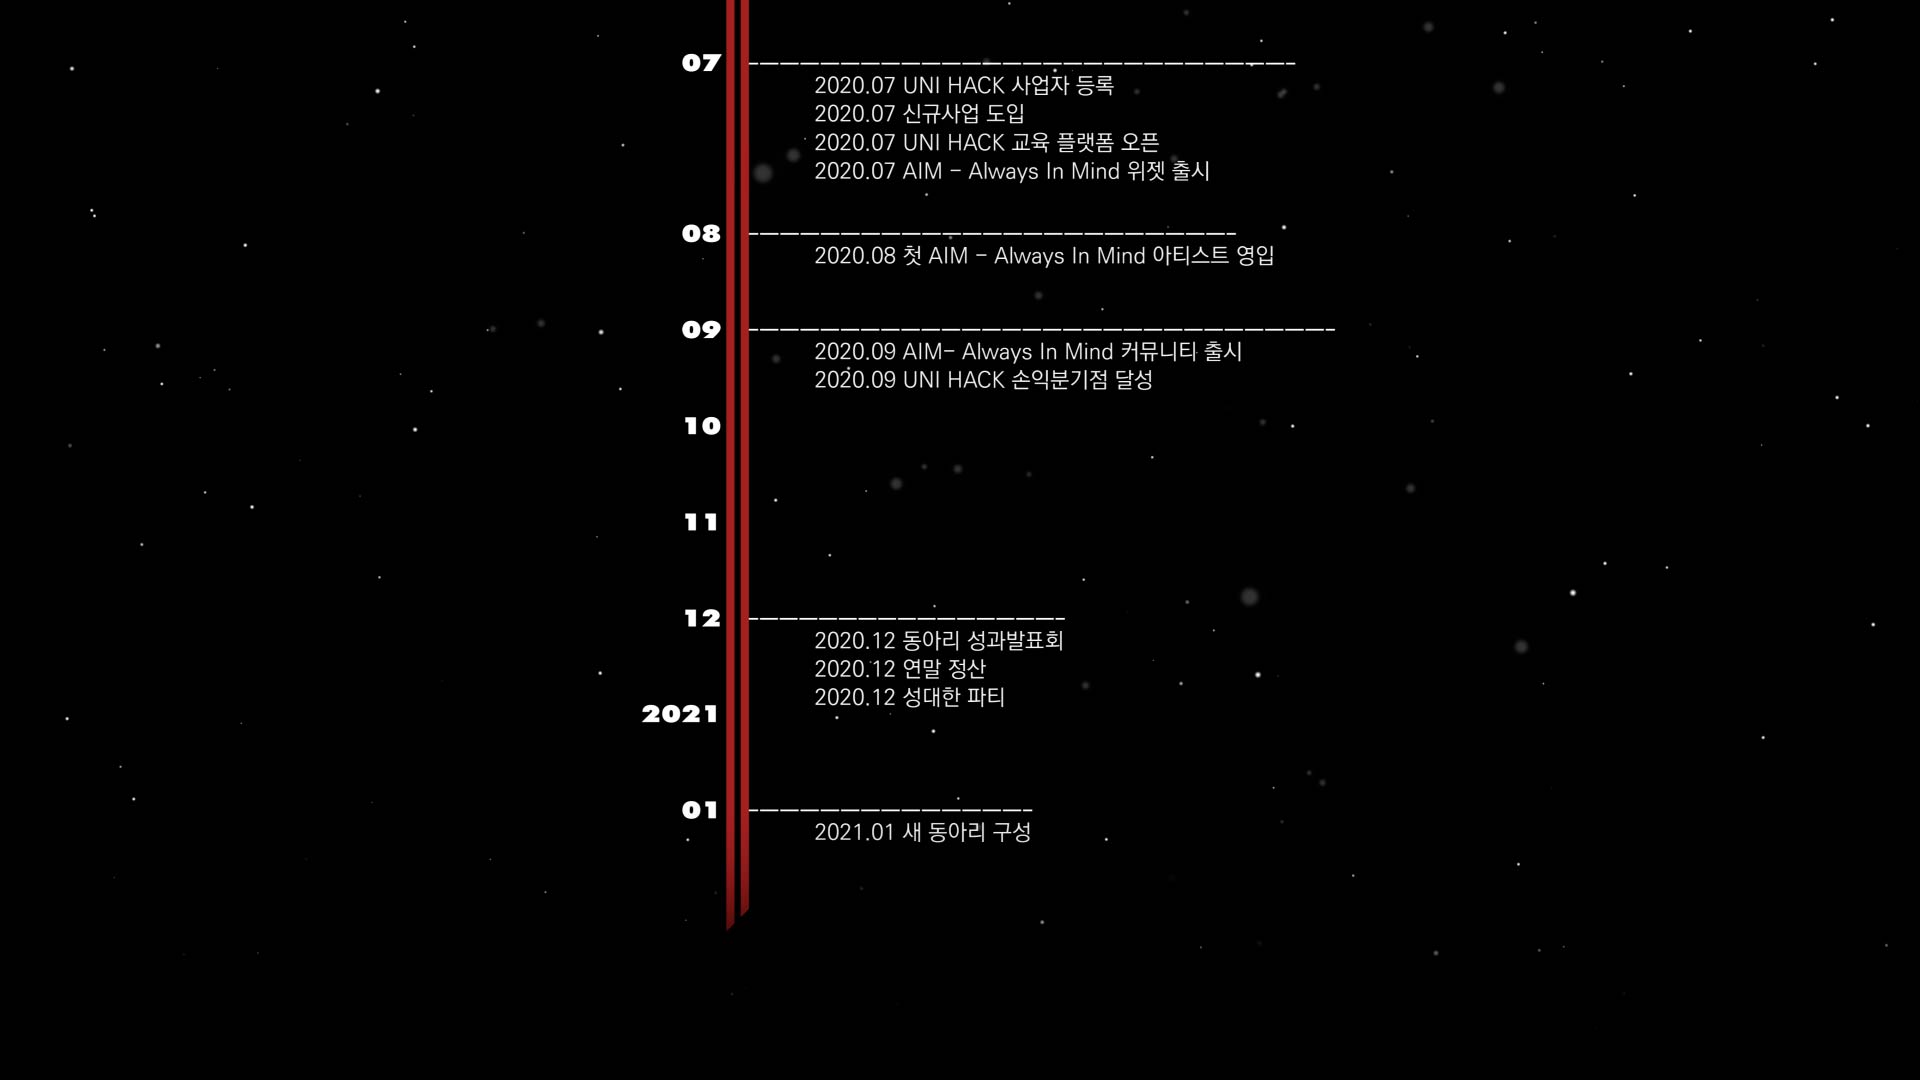 07
2020.07 UNI HACK 사업자 등록
2020.07 신규사업 도입
2020.07 UNI HACK 교육 플랫폼 오픈
2020.07 AIM - Always In Mind 위젯 출시
08
2020.08 첫 AIM - Always In Mind 아티스트 영입
09
2020.09 AIM- Always In Mind 커뮤니티 출시
2020.09 UNI HACK 손익분기점 달성
10
11
12
2020.12 동아리 성과발표회
2020.12 연말 정산
2020.12 성대한 파티
2021
01
2021.01 새 동아리 구성